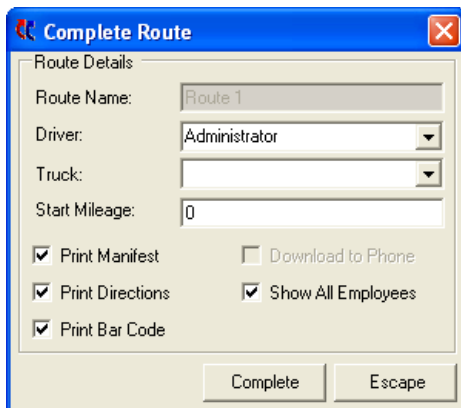 Complete Route
Route Details
Route Name: Route 1
Driver: Administrator
Truck:
Start Mileage: 0
Print Manifest Download to Phone
Print Directions Show All Employees
Print Bar Code
Complete Escape